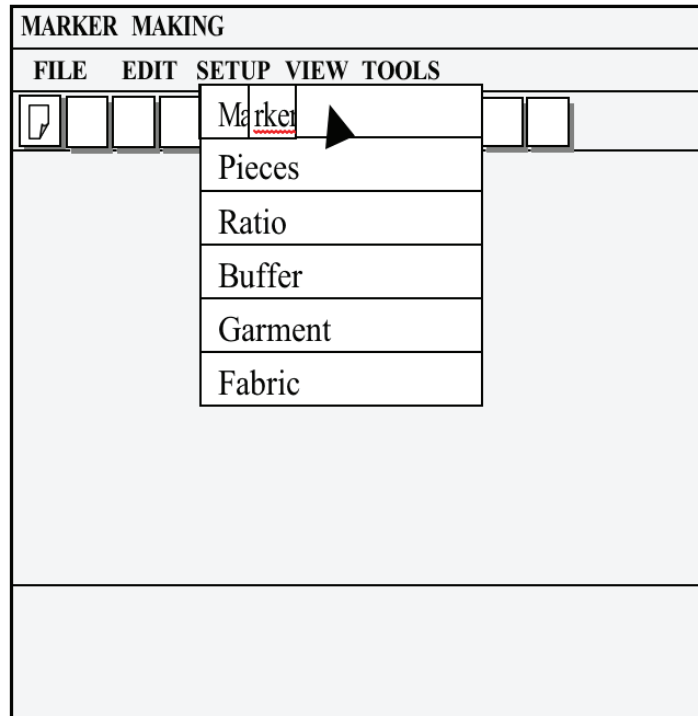 MARKER MAKING
FILE EDIT SETUP VIEW TOOLS
Marker
Pieces
Ratio
Buffer
Garment
Fabric